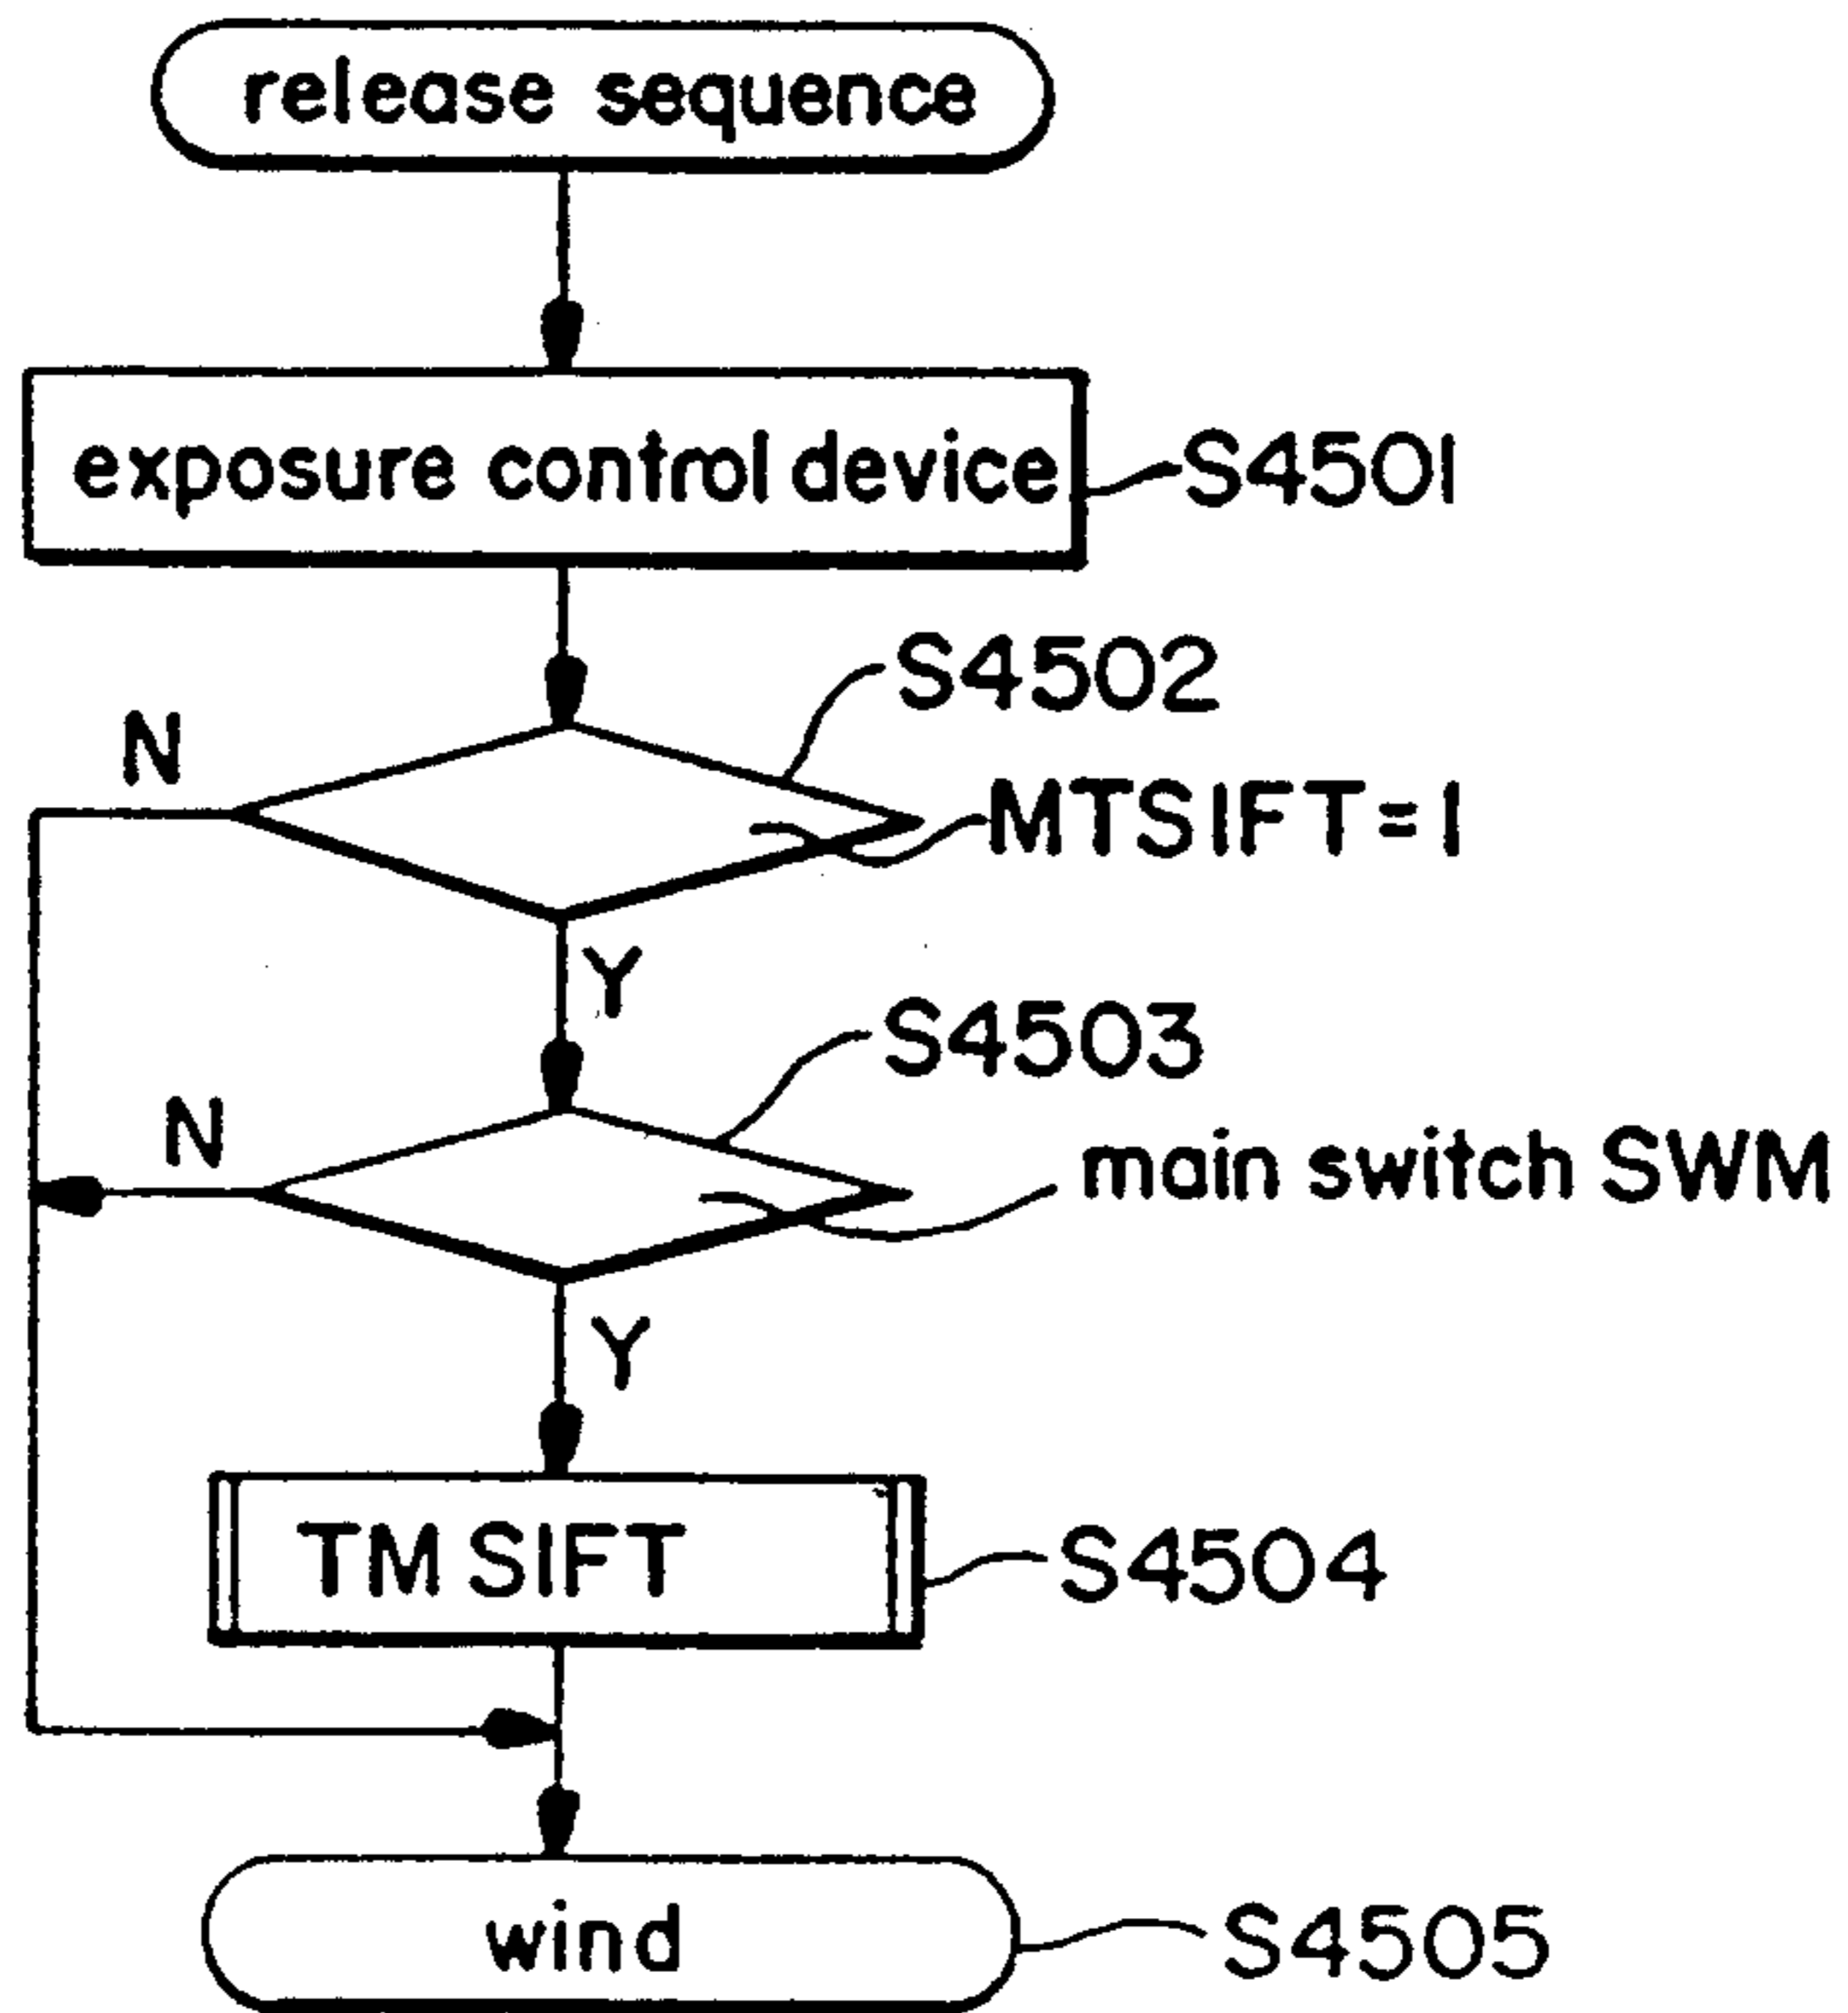 release sequence
exposure control device
S4501
S4502
N
MTSIFT=1
Y
S4503
N
main switch SWM
Y
TM SIFT
S4504
wind
S4505